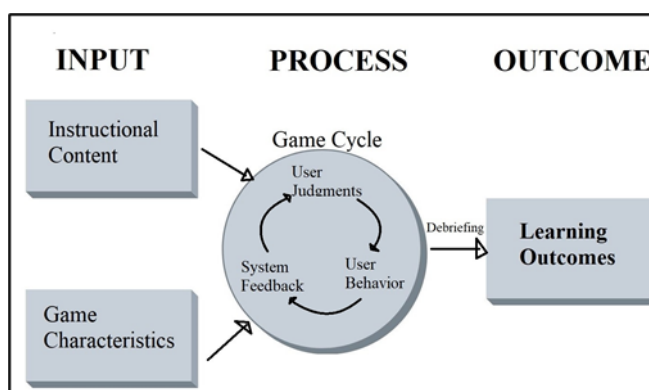 INPUT
PROCESS
OUTCOME
Instructional
Content
Game Cycle
User
Judgments
Debriefing
Learning
Outcomes
System
Feedback
User
Behavior
Game
Characteristics